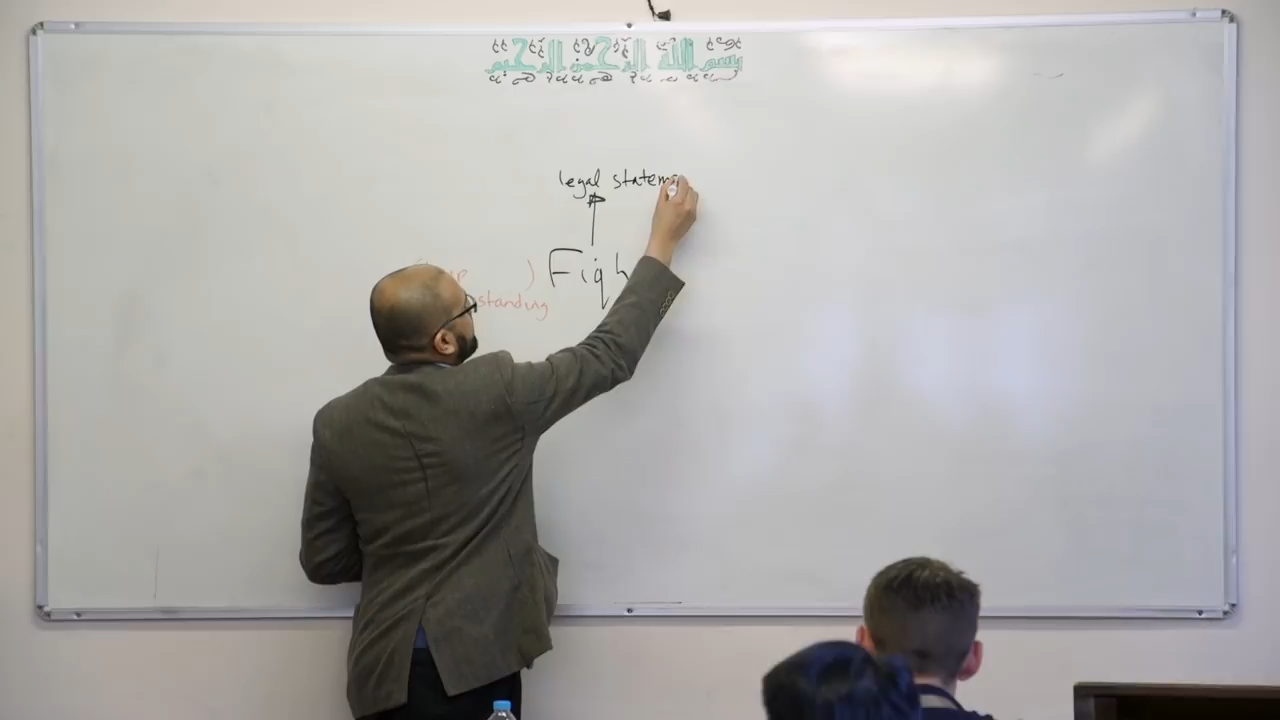 بسم الله الرحمن الرحيم
legal statem
) Fiqh
standing